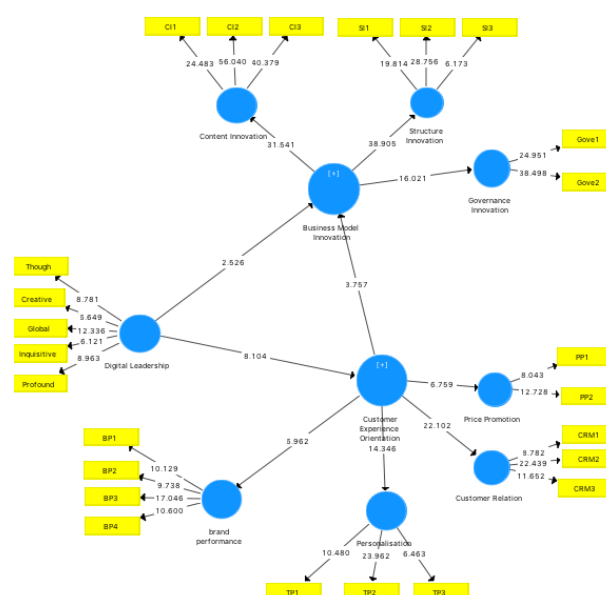 CI1
CI2
CI3
SI1
SI2
SI3
24.483
56.040
40.379
19.814
28.756
6.173
Content Innovation
Structure
Innovation
31.541
38.905
Gove1
24.951
[+]
16.021
38.498
Gove2
Governance
Innovation
Business Model
Innovation
2.526
3.757
Though
8.781
Creative
5.649
Global
12.336
Inquisitive
6.121
8.963
Profound
Digital Leadership
8.104
[+]
PP1
8.043
6.759
12.728
PP2
Price Promotion
Customer
Experience
Orientation
22.102
14.346
5.962
CRM1
BP1
10.129
BP2
9.738
BP3
17.046
BP4
10.600
brand
performance
22.439
CRM2
11.652
CRM3
Customer Relation
Personalisation
10.480
23.962
6.463
TP1
TP2
TP3